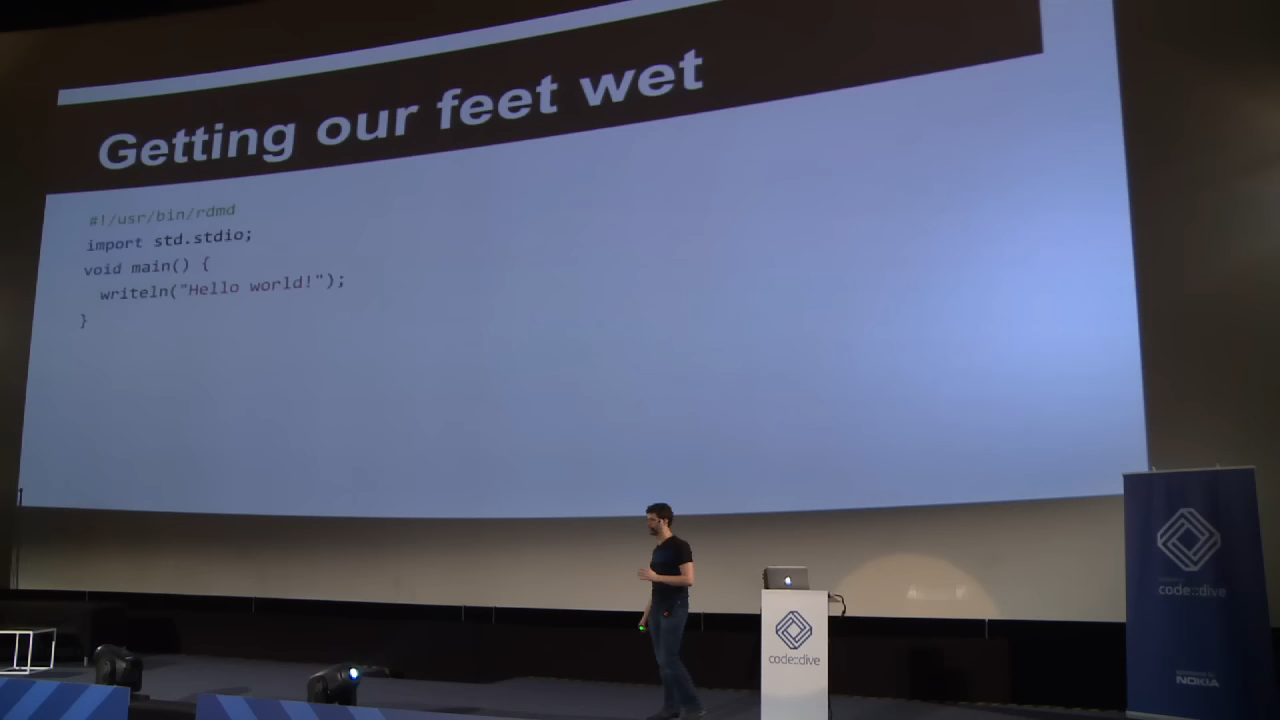 Getting our feet wet
#!/usr/bin/rdmd
import std.stdio;
void main() {
  writeln("Hello world!");
}
code::dive
code::dive
NOKIA